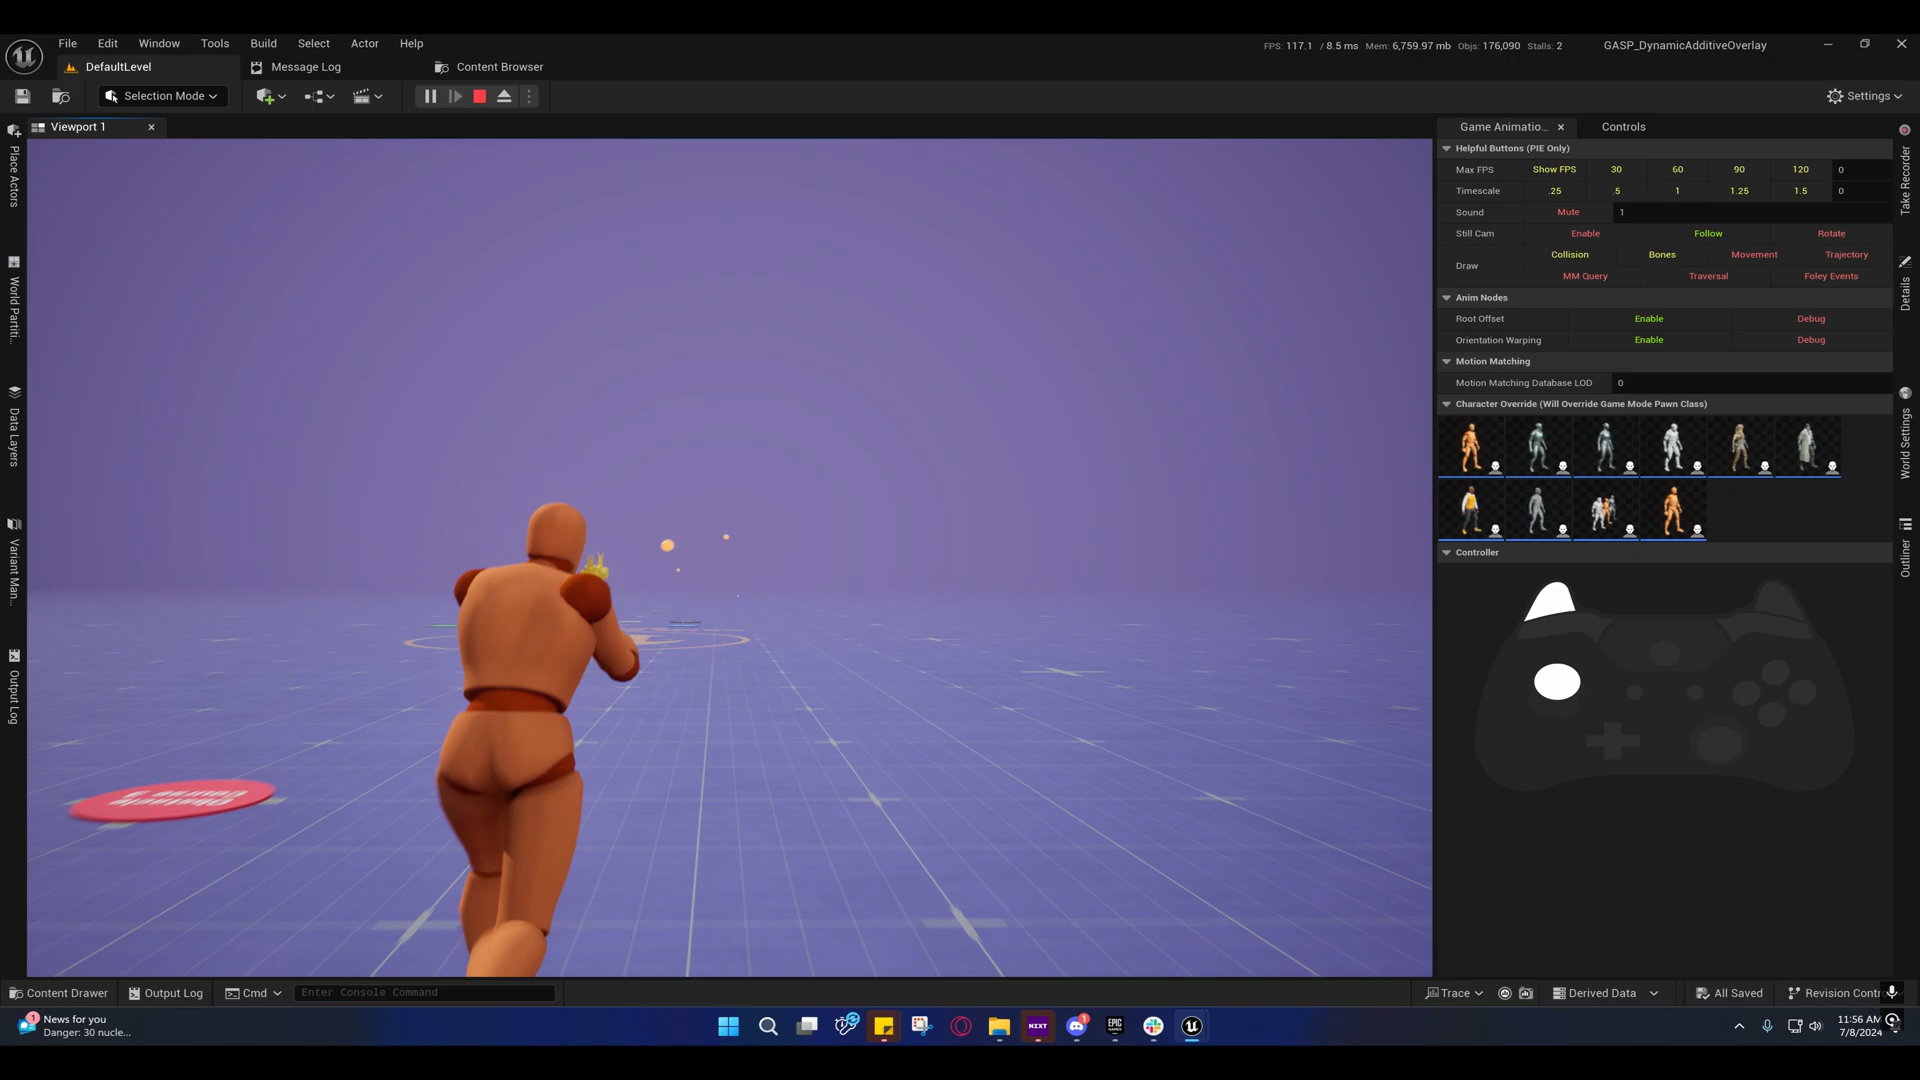 File Edit Window Tools Build Select Actor Help
FPS: 117.1 / 8.5 ms Mem: 6,759.97 mb Objs: 176,090 Stalls: 2
GASP_DynamicAdditiveOverlay
DefaultLevel Message Log Content Browser
Selection Mode
Settings
Viewport 1
Place Actors
World Partiti...
Data Layers
Variant Man...
Output Log
Game Animatio... Controls
Helpful Buttons (PIE Only)
Max FPS Show FPS 30 60 90 120 0
Timescale .25 .5 1 1.25 1.5 0
Sound Mute 1
Still Cam Enable Follow Rotate
Draw Collision Bones Movement Trajectory
MM Query Traversal Foley Events
Anim Nodes
Root Offset Enable Debug
Orientation Warping Enable Debug
Motion Matching
Motion Matching Database LOD 0
Character Override (Will Override Game Mode Pawn Class)
Controller
Take Recorder
Details
World Settings
Outliner
Content Drawer Output Log Cmd Enter Console Command
Trace Derived Data All Saved Revision Contr
News for you
Danger: 30 nucle...
1
NZXT
1
EPIC GAMES
11:56 AM
7/8/2024